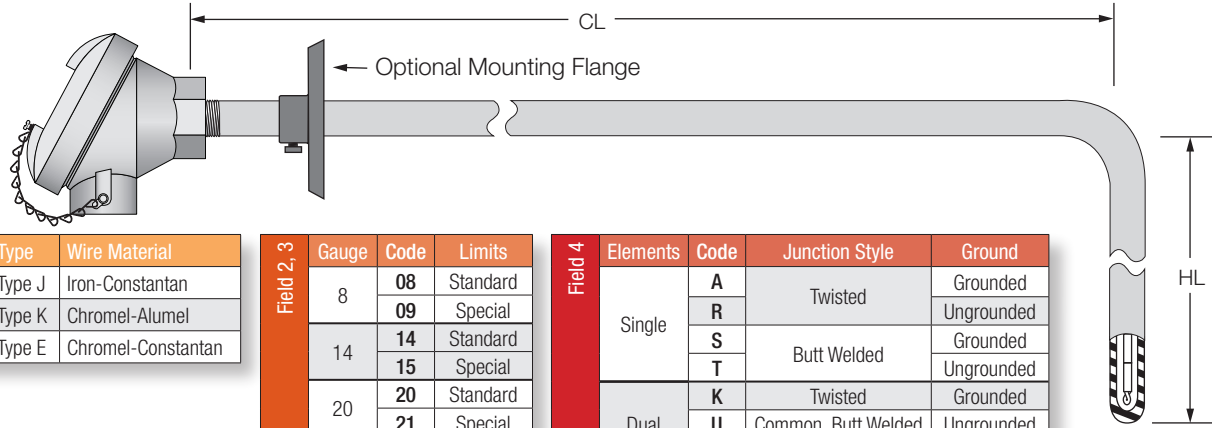 CL
Optional Mounting Flange
HL
Type Wire Material
Type J Iron-Constantan
Type K Chromel-Alumel
Type E Chromel-Constantan
Field 2, 3
Gauge Code Limits
8 08 Standard
09 Special
14 14 Standard
15 Special
20 20 Standard
21 Special
Field 4
Elements Code Junction Style Ground
Single A Twisted Grounded
R Ungrounded
S Butt Welded Grounded
T Ungrounded
Dual K Twisted Grounded
U Common, Butt Welded Ungrounded